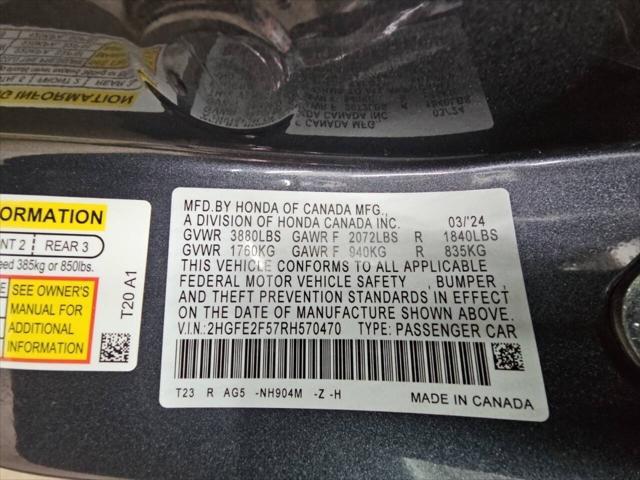 ORMATION
NT 2 REAR 3
eed 385kg or 850lbs.
SEE OWNER'S
MANUAL FOR
ADDITIONAL
INFORMATION
T20 A1
MFD.BY HONDA OF CANADA MFG.,
A DIVISION OF HONDA CANADA INC. 03/'24
GVWR 3880LBS GAWR F 2072LBS R 1840LBS
GVWR 1760KG GAWR F 940KG R 835KG
THIS VEHICLE CONFORMS TO ALL APPLICABLE
FEDERAL MOTOR VEHICLE SAFETY , BUMPER ,
AND THEFT PREVENTION STANDARDS IN EFFECT
ON THE DATE OF MANUFACTURE SHOWN ABOVE.
V.I.N.:2HGFE2F57RH570470 TYPE: PASSENGER CAR
T23 R AG5 -NH904M -Z -H
MADE IN CANADA